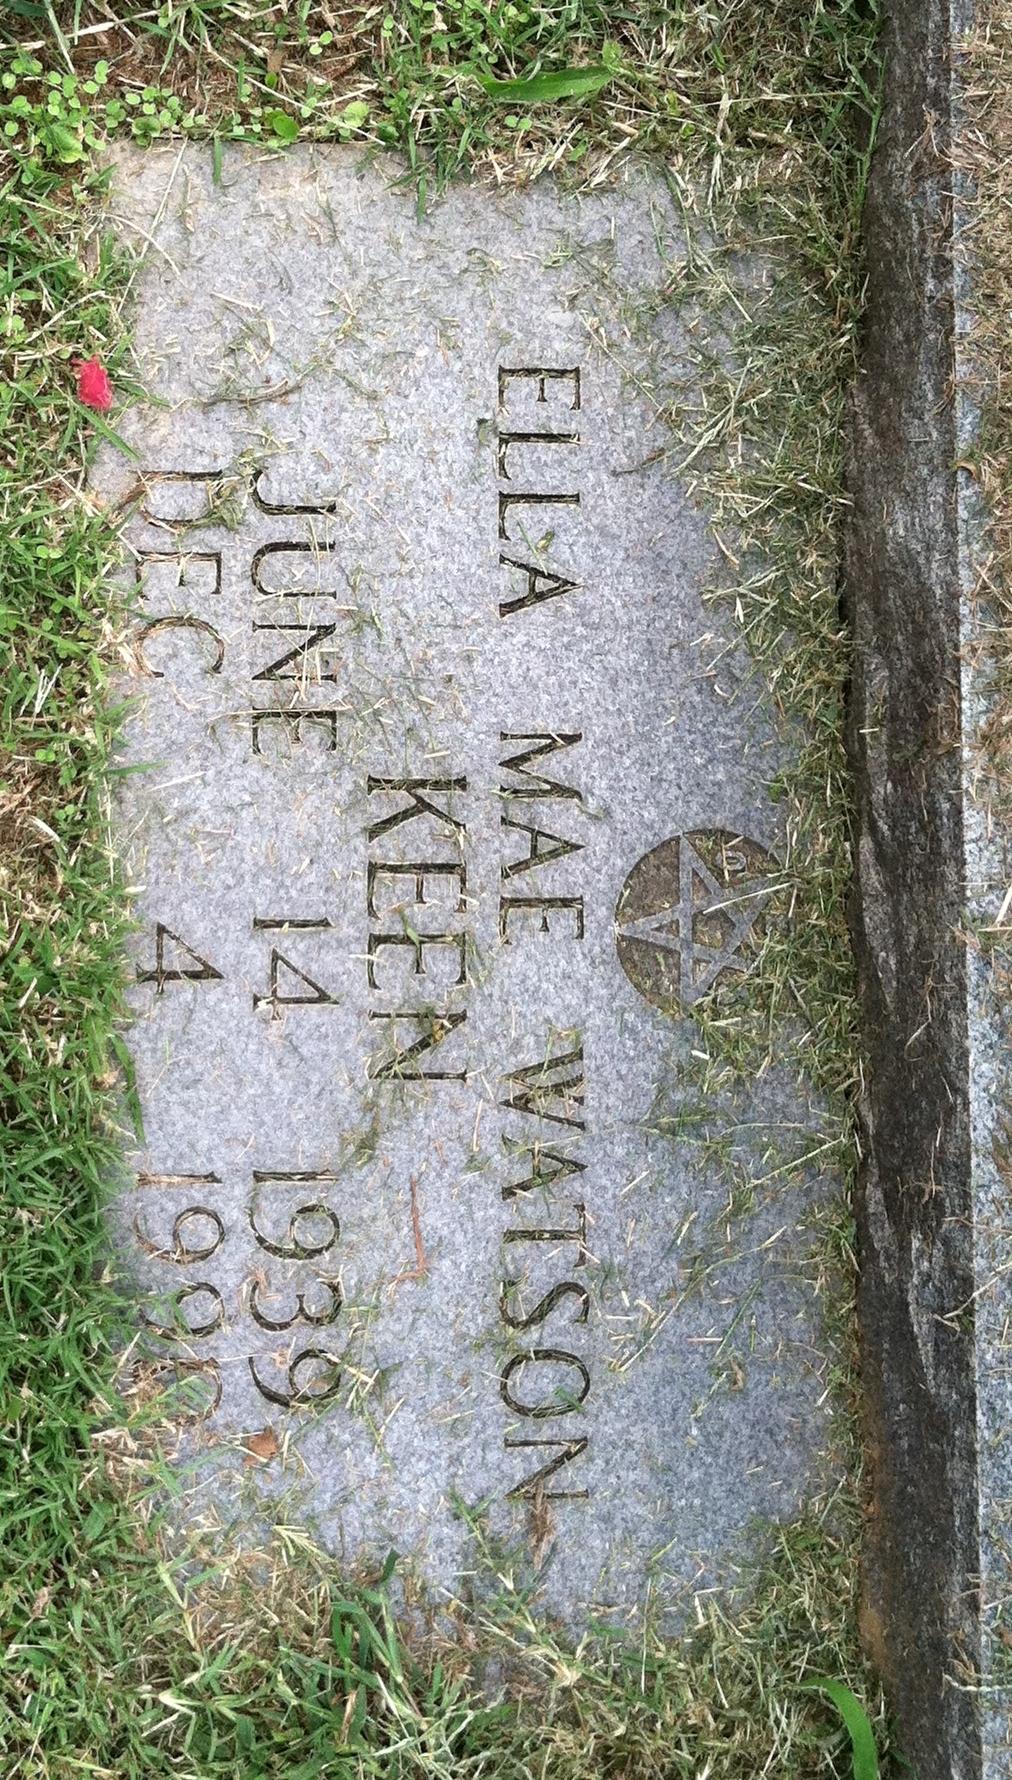 ELLA MAE WATSON
KEEN
JUNE 14 1939
DEC 4